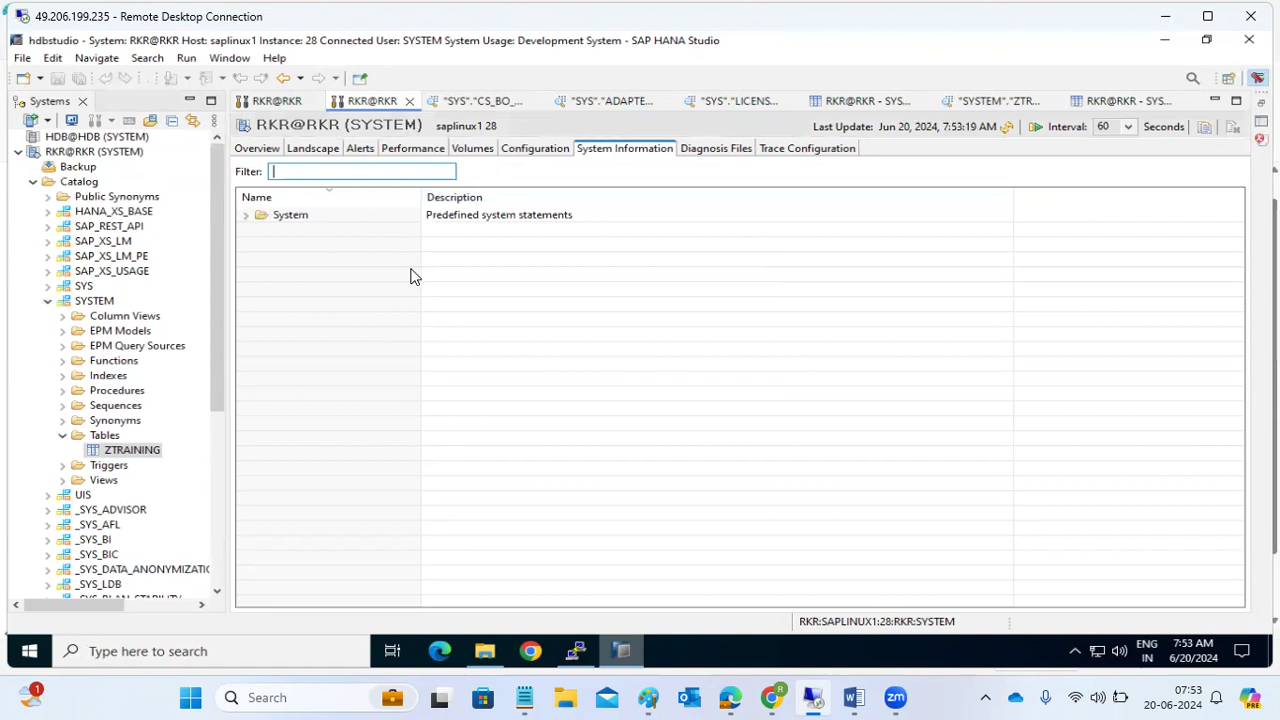 49.206.199.235 - Remote Desktop Connection
hdbstudio - System: RKR@RKR Host: saplinux1 Instance: 28 Connected User: SYSTEM System Usage: Development System - SAP HANA Studio
File Edit Navigate Search Run Window Help
Systems
RKR@RKR RKR@RKR "SYS"."CS_BO_... "SYS"."ADAPTE... "SYS"."LICENS... RKR@RKR - SYS... "SYSTEM"."ZTR... RKR@RKR - SYS...
RKR@RKR (SYSTEM) saplinux1 28 Last Update: Jun 20, 2024, 7:53:19 AM Interval: 60 Seconds
Overview Landscape Alerts Performance Volumes Configuration System Information Diagnosis Files Trace Configuration
Filter:
Name Description
System Predefined system statements
HDB@HDB (SYSTEM)
RKR@RKR (SYSTEM)
Backup
Catalog
Public Synonyms
HANA_XS_BASE
SAP_REST_API
SAP_XS_LM
SAP_XS_LM_PE
SAP_XS_USAGE
SYS
SYSTEM
Column Views
EPM Models
EPM Query Sources
Functions
Indexes
Procedures
Sequences
Synonyms
Tables
ZTRAINING
Triggers
Views
UIS
_SYS_ADVISOR
_SYS_AFL
_SYS_BI
_SYS_BIC
_SYS_DATA_ANONYMIZATIC
_SYS_LDB
RKR:SAPLINUX1:28:RKR:SYSTEM
Type here to search
ENG
IN
7:53 AM
6/20/2024
1
Search
07:53
20-06-2024
PRE